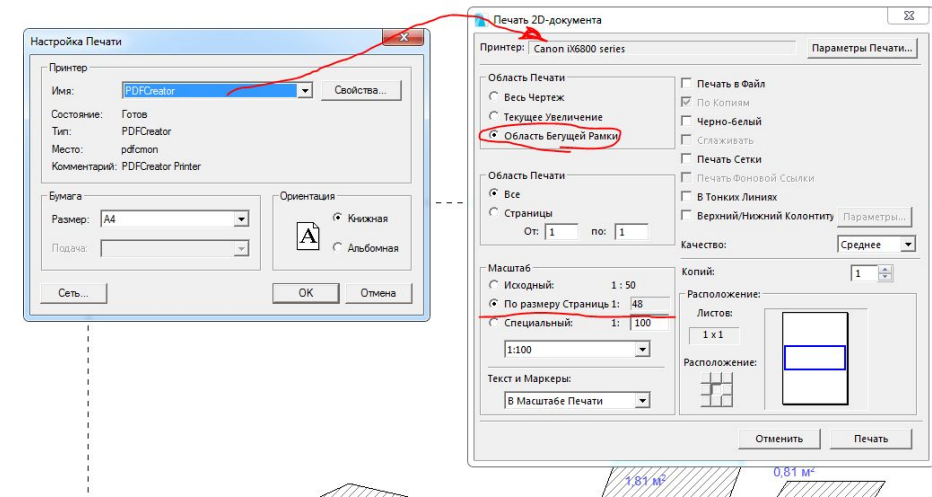 Настройка Печати
Принтер
Имя: PDFCreator Свойства...
Состояние: Готов
Тип: PDFCreator
Место: pdfcmon
Комментарий: PDFCreator Printer
Бумага
Размер: A4
Подача:
Ориентация
A
Книжная
Альбомная
Сеть... OK Отмена
Печать 2D-документа
Принтер: Canon iX6800 series Параметры Печати...
Область Печати
Весь Чертеж
Текущее Увеличение
Область Бегущей Рамки
Область Печати
Все
Страницы
От: 1 по: 1
Масштаб
Исходный: 1 : 50
По размеру Страниць 1: 48
Специальный: 1: 100
1:100
Текст и Маркеры:
В Масштабе Печати
Печать в Файл
По Копиям
Черно-белый
Сглаживать
Печать Сетки
Печать Фоновой Ссылки
В Тонких Линиях
Верхний/Нижний Колонтиту Параметры...
Качество: Среднее
Копий: 1
Расположение:
Листов:
1 x 1
Расположение:
Отменить Печать
1,81 м²
0,81 м²